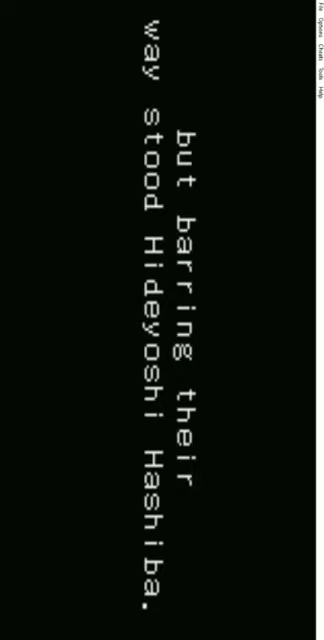 File Options Cheats Tools Help
but barring their
way stood Hideyoshi Hashiba.